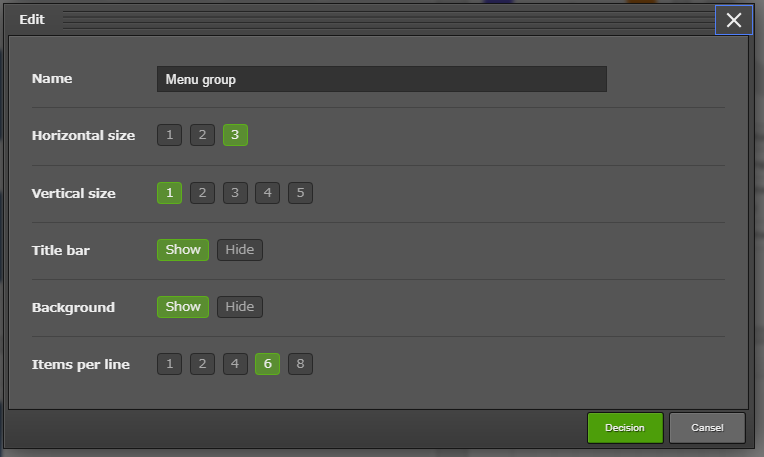 Edit
Name Menu group
Horizontal size 1 2 3
Vertical size 1 2 3 4 5
Title bar Show Hide
Background Show Hide
Items per line 1 2 4 6 8
Decision Cansel